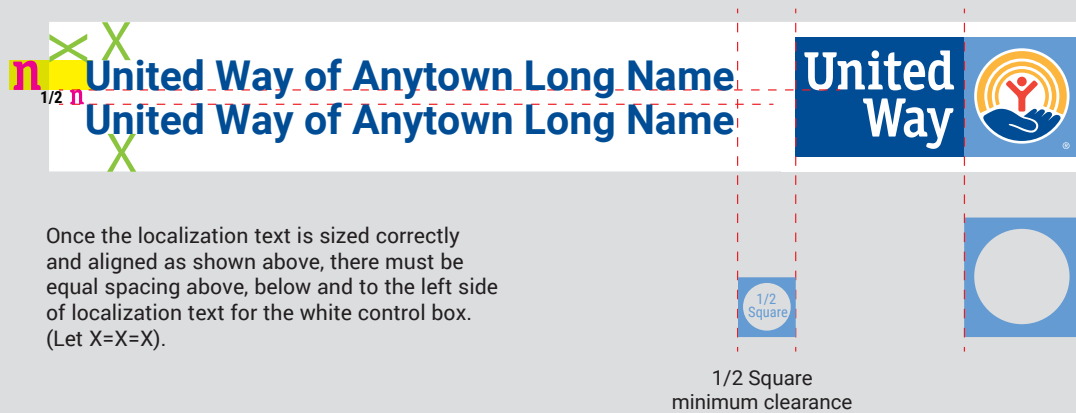 X X
n United Way of Anytown Long Name
1/2 n
United Way of Anytown Long Name
X
United
Way
®
Once the localization text is sized correctly
and aligned as shown above, there must be
equal spacing above, below and to the left side
of localization text for the white control box.
(Let X=X=X).
1/2
Square
1/2 Square
minimum clearance